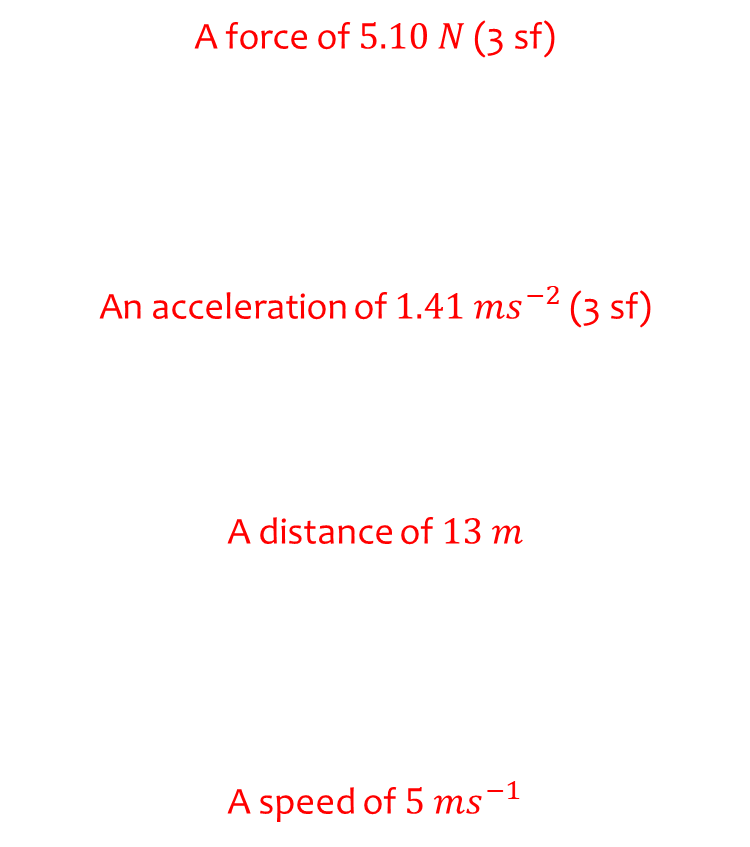 A force of 5.10 N (3 sf)
An acceleration of 1.41 ms⁻² (3 sf)
A distance of 13 m
A speed of 5 ms⁻¹